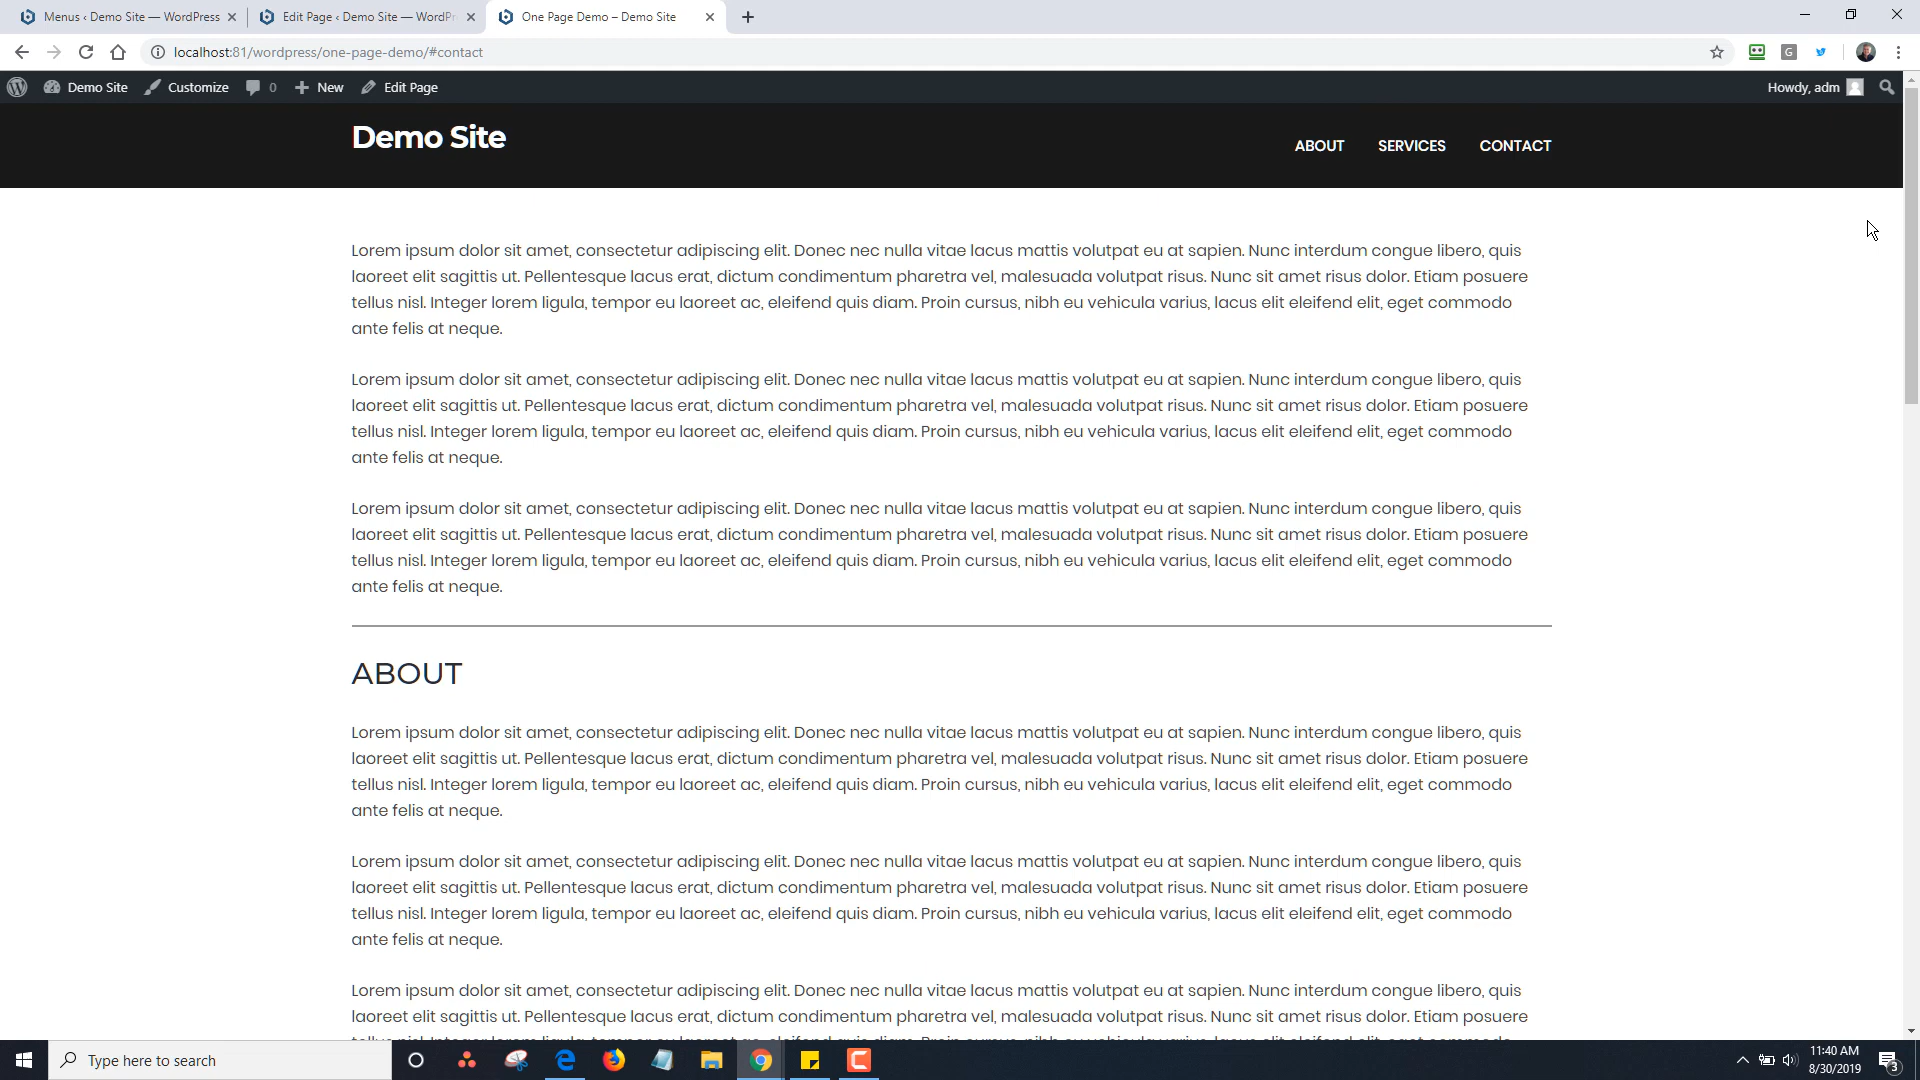 Menus ‹ Demo Site — WordPress
Edit Page ‹ Demo Site — WordPr
One Page Demo – Demo Site
localhost:81/wordpress/one-page-demo/#contact
G
Demo Site
Customize
0
New
Edit Page
Howdy, adm
Demo Site
ABOUT
SERVICES
CONTACT
Lorem ipsum dolor sit amet, consectetur adipiscing elit. Donec nec nulla vitae lacus mattis volutpat eu at sapien. Nunc interdum congue libero, quis
laoreet elit sagittis ut. Pellentesque lacus erat, dictum condimentum pharetra vel, malesuada volutpat risus. Nunc sit amet risus dolor. Etiam posuere
tellus nisl. Integer lorem ligula, tempor eu laoreet ac, eleifend quis diam. Proin cursus, nibh eu vehicula varius, lacus elit eleifend elit, eget commodo
ante felis at neque.
Lorem ipsum dolor sit amet, consectetur adipiscing elit. Donec nec nulla vitae lacus mattis volutpat eu at sapien. Nunc interdum congue libero, quis
laoreet elit sagittis ut. Pellentesque lacus erat, dictum condimentum pharetra vel, malesuada volutpat risus. Nunc sit amet risus dolor. Etiam posuere
tellus nisl. Integer lorem ligula, tempor eu laoreet ac, eleifend quis diam. Proin cursus, nibh eu vehicula varius, lacus elit eleifend elit, eget commodo
ante felis at neque.
Lorem ipsum dolor sit amet, consectetur adipiscing elit. Donec nec nulla vitae lacus mattis volutpat eu at sapien. Nunc interdum congue libero, quis
laoreet elit sagittis ut. Pellentesque lacus erat, dictum condimentum pharetra vel, malesuada volutpat risus. Nunc sit amet risus dolor. Etiam posuere
tellus nisl. Integer lorem ligula, tempor eu laoreet ac, eleifend quis diam. Proin cursus, nibh eu vehicula varius, lacus elit eleifend elit, eget commodo
ante felis at neque.
ABOUT
Lorem ipsum dolor sit amet, consectetur adipiscing elit. Donec nec nulla vitae lacus mattis volutpat eu at sapien. Nunc interdum congue libero, quis
laoreet elit sagittis ut. Pellentesque lacus erat, dictum condimentum pharetra vel, malesuada volutpat risus. Nunc sit amet risus dolor. Etiam posuere
tellus nisl. Integer lorem ligula, tempor eu laoreet ac, eleifend quis diam. Proin cursus, nibh eu vehicula varius, lacus elit eleifend elit, eget commodo
ante felis at neque.
Lorem ipsum dolor sit amet, consectetur adipiscing elit. Donec nec nulla vitae lacus mattis volutpat eu at sapien. Nunc interdum congue libero, quis
laoreet elit sagittis ut. Pellentesque lacus erat, dictum condimentum pharetra vel, malesuada volutpat risus. Nunc sit amet risus dolor. Etiam posuere
tellus nisl. Integer lorem ligula, tempor eu laoreet ac, eleifend quis diam. Proin cursus, nibh eu vehicula varius, lacus elit eleifend elit, eget commodo
ante felis at neque.
Lorem ipsum dolor sit amet, consectetur adipiscing elit. Donec nec nulla vitae lacus mattis volutpat eu at sapien. Nunc interdum congue libero, quis
laoreet elit sagittis ut. Pellentesque lacus erat, dictum condimentum pharetra vel, malesuada volutpat risus. Nunc sit amet risus dolor. Etiam posuere
Type here to search
11:40 AM
8/30/2019
3